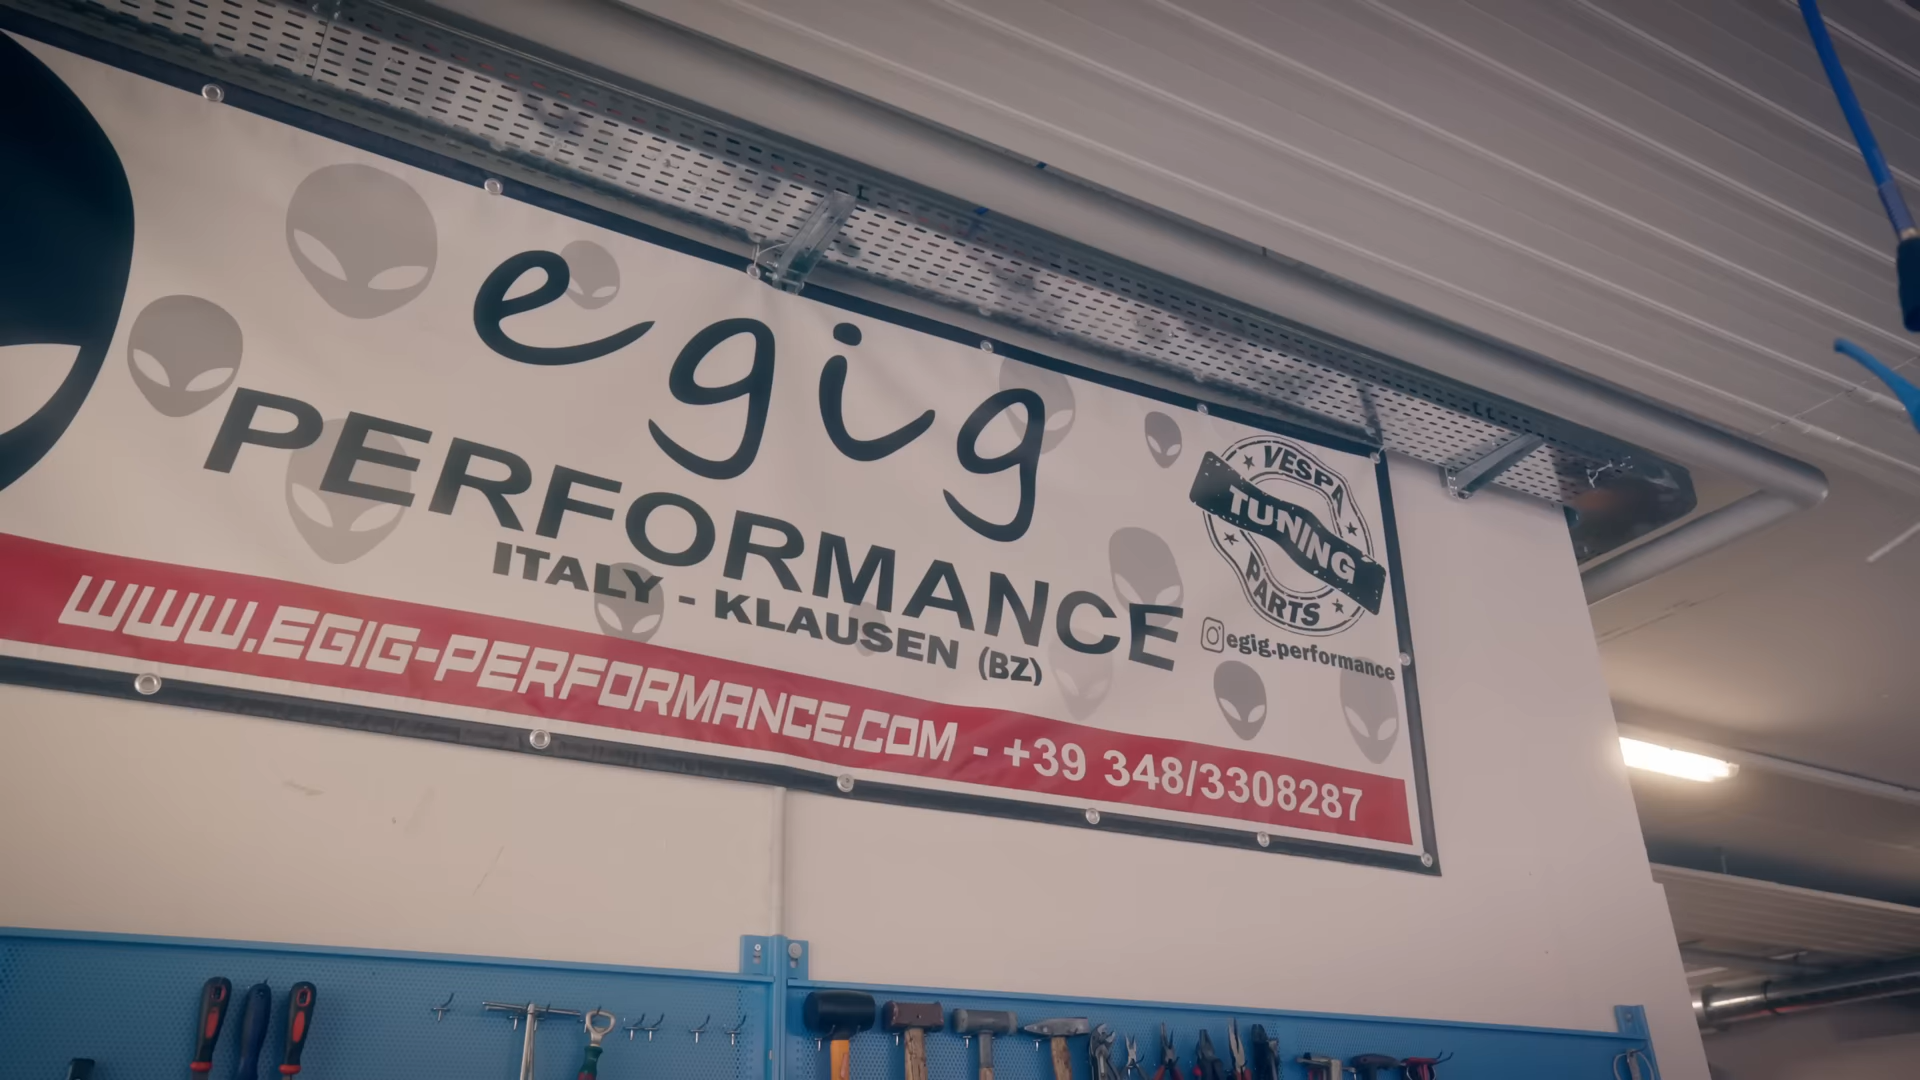 egig
PERFORMANCE
ITALY - KLAUSEN (BZ)
WWW.EGIG-PERFORMANCE.COM - +39 348/3308287
VESPA
TUNING
PARTS
egig.performance